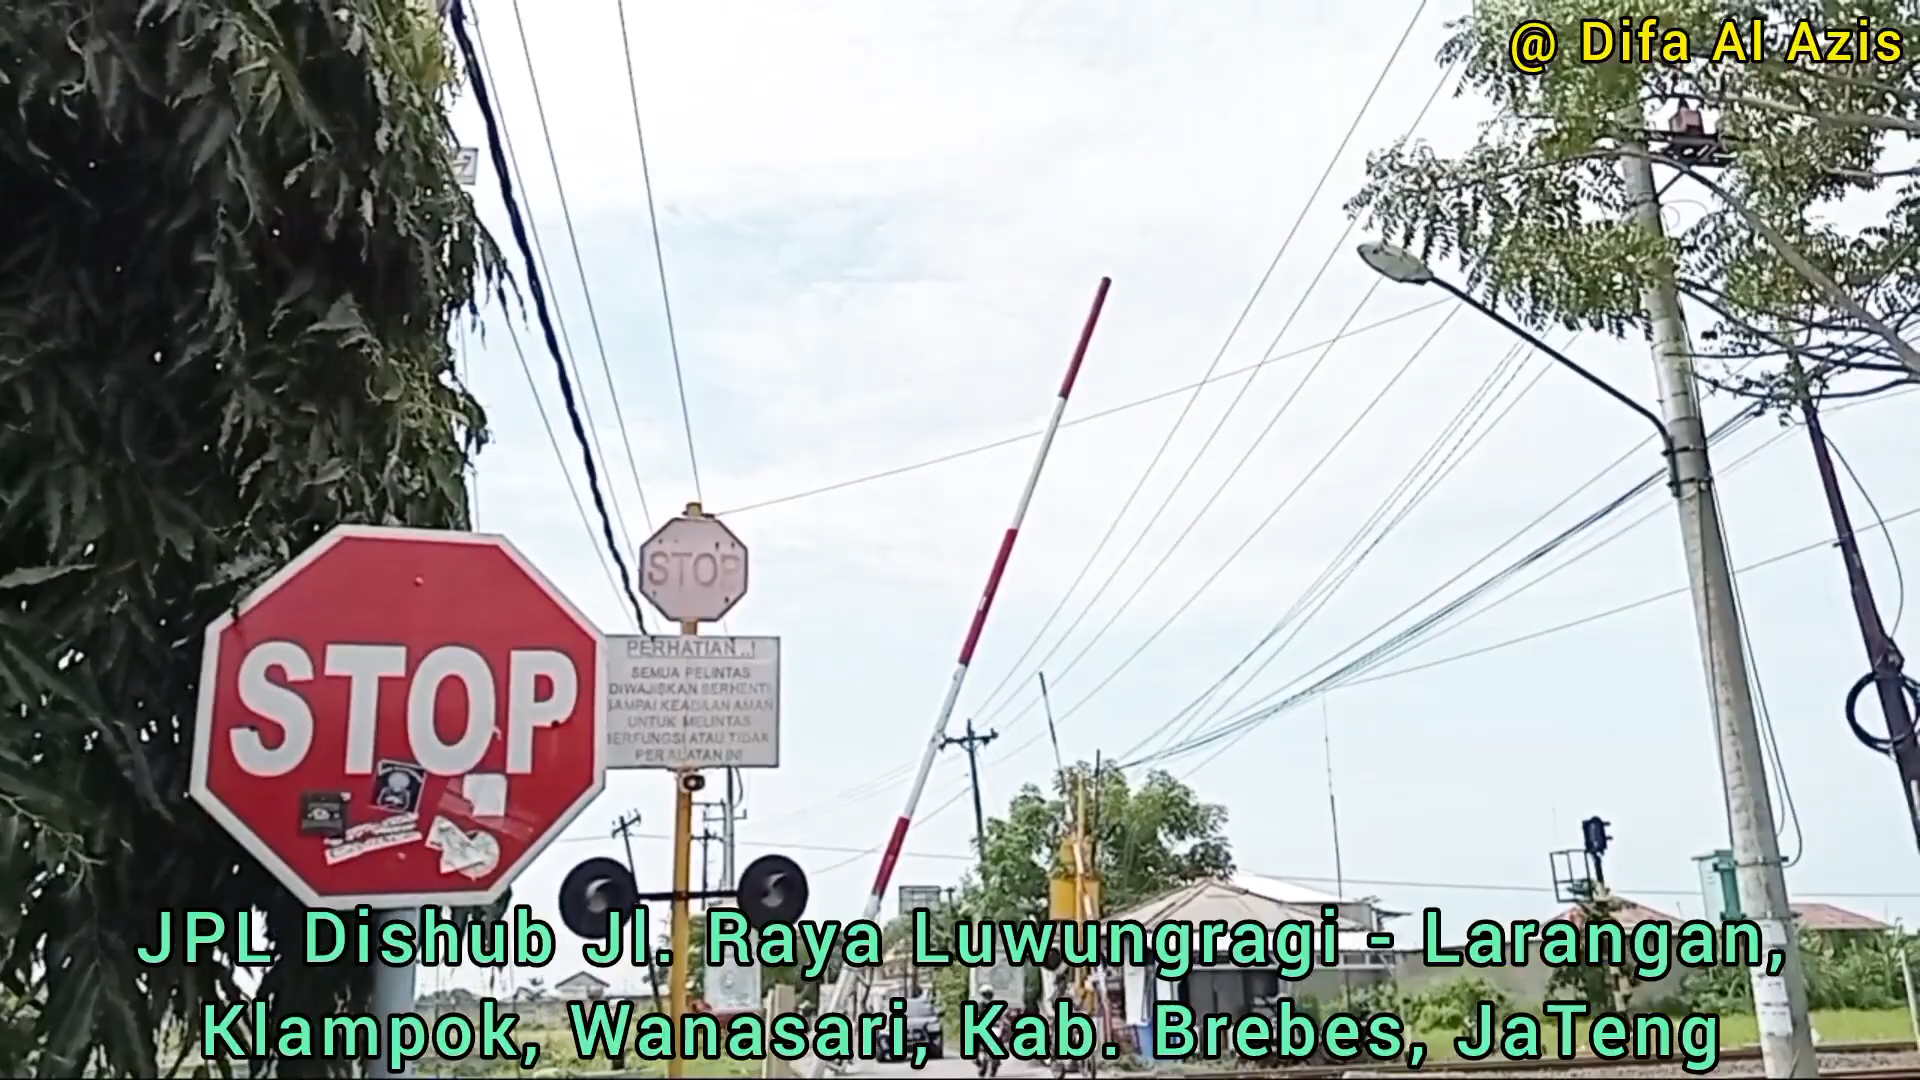 @ Difa Al Azis
STOP
STOP
PERHATIAN ..!
SEMUA PELINTAS
DIWAJIBKAN BERHENTI
SAMPAI KEADAAN AMAN
UNTUK MELINTAS
BERFUNGSI ATAU TIDAK
PERALATAN INI
JPL Dishub Jl. Raya Luwungragi - Larangan,
Klampok, Wanasari, Kab. Brebes, JaTeng